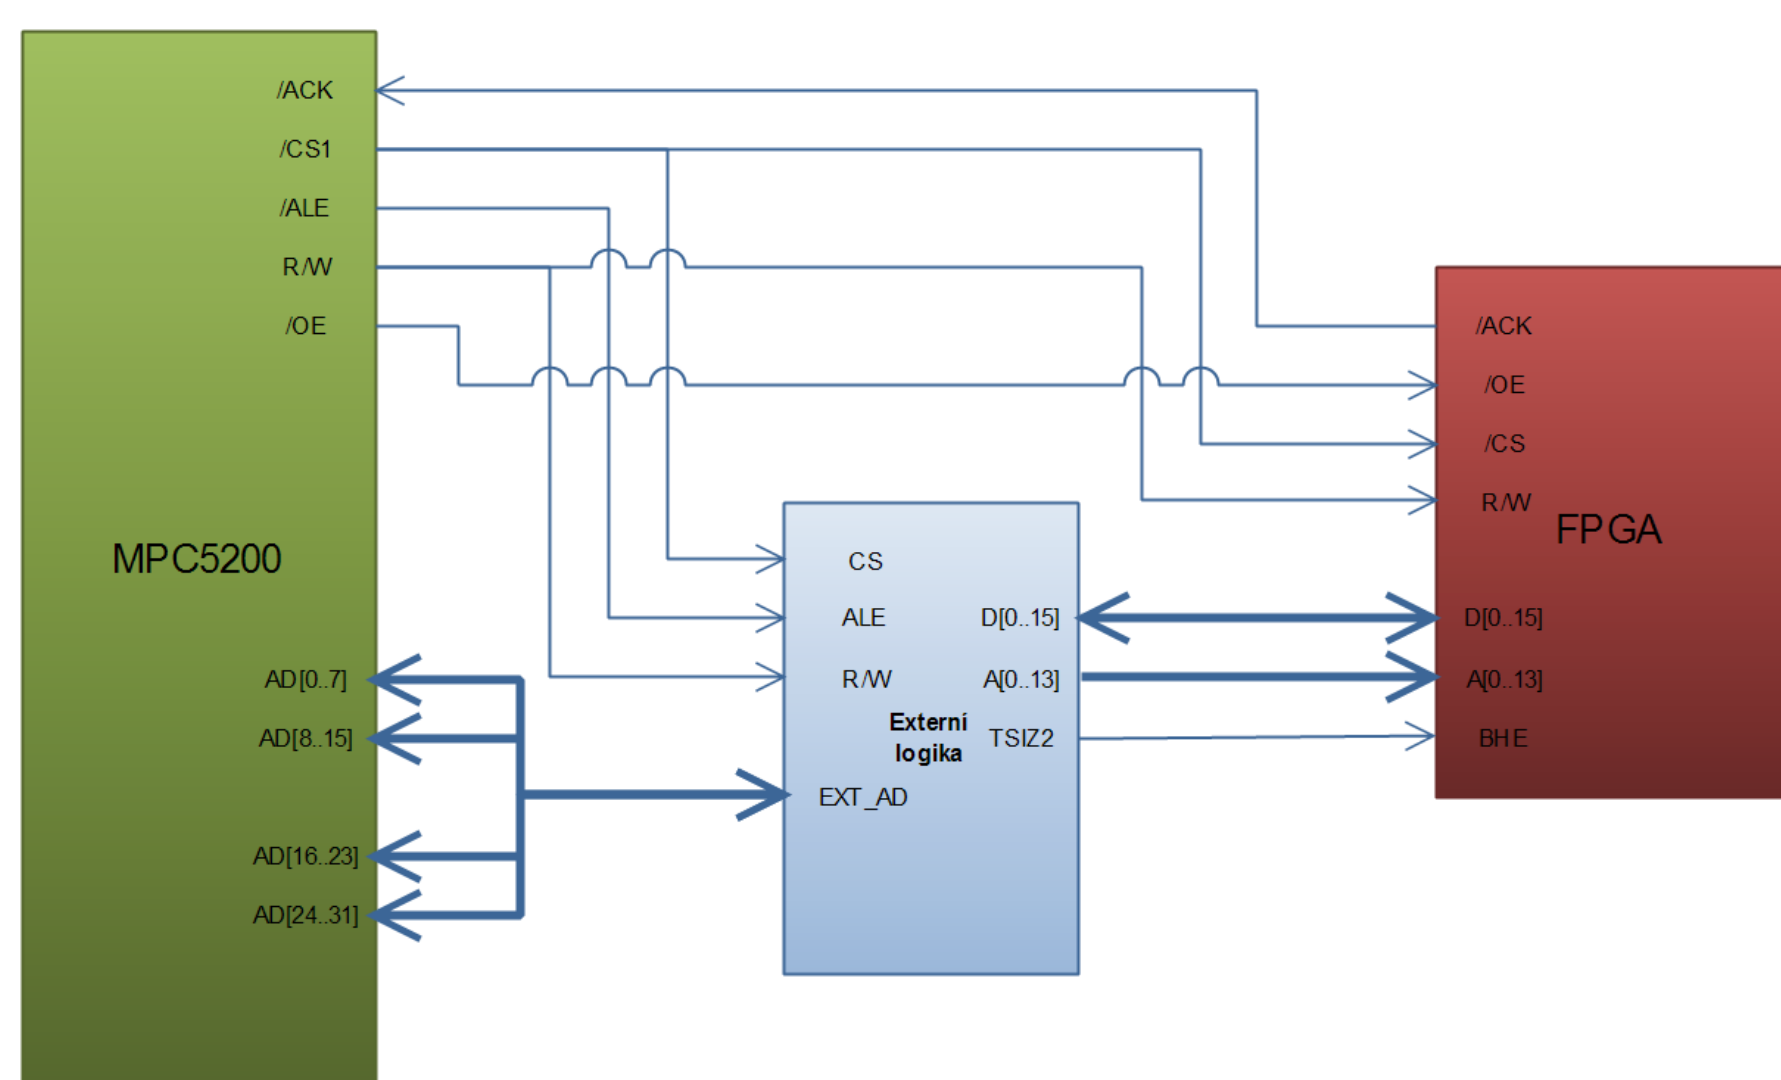 /ACK
/CS1
/ALE
R/W
/OE
MPC5200
AD[0..7]
AD[8..15]
AD[16..23]
AD[24..31]
CS
ALE
R/W
D[0..15]
A[0..13]
Externí
logika
TSIZ2
EXT_AD
/ACK
/OE
/CS
R/W
FPGA
D[0..15]
A[0..13]
BHE